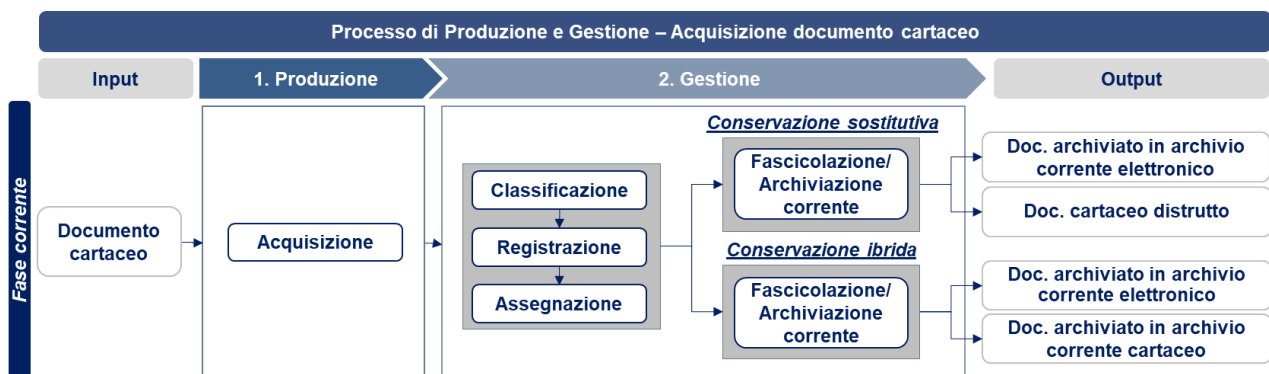 Processo di Produzione e Gestione – Acquisizione documento cartaceo
Input
1. Produzione
2. Gestione
Output
Fase corrente
Documento
cartaceo
Acquisizione
Classificazione
Registrazione
Assegnazione
Conservazione sostitutiva
Fascicolazione/
Archiviazione
corrente
Conservazione ibrida
Fascicolazione/
Archiviazione
corrente
Doc. archiviato in archivio
corrente elettronico
Doc. cartaceo distrutto
Doc. archiviato in archivio
corrente elettronico
Doc. archiviato in archivio
corrente cartaceo